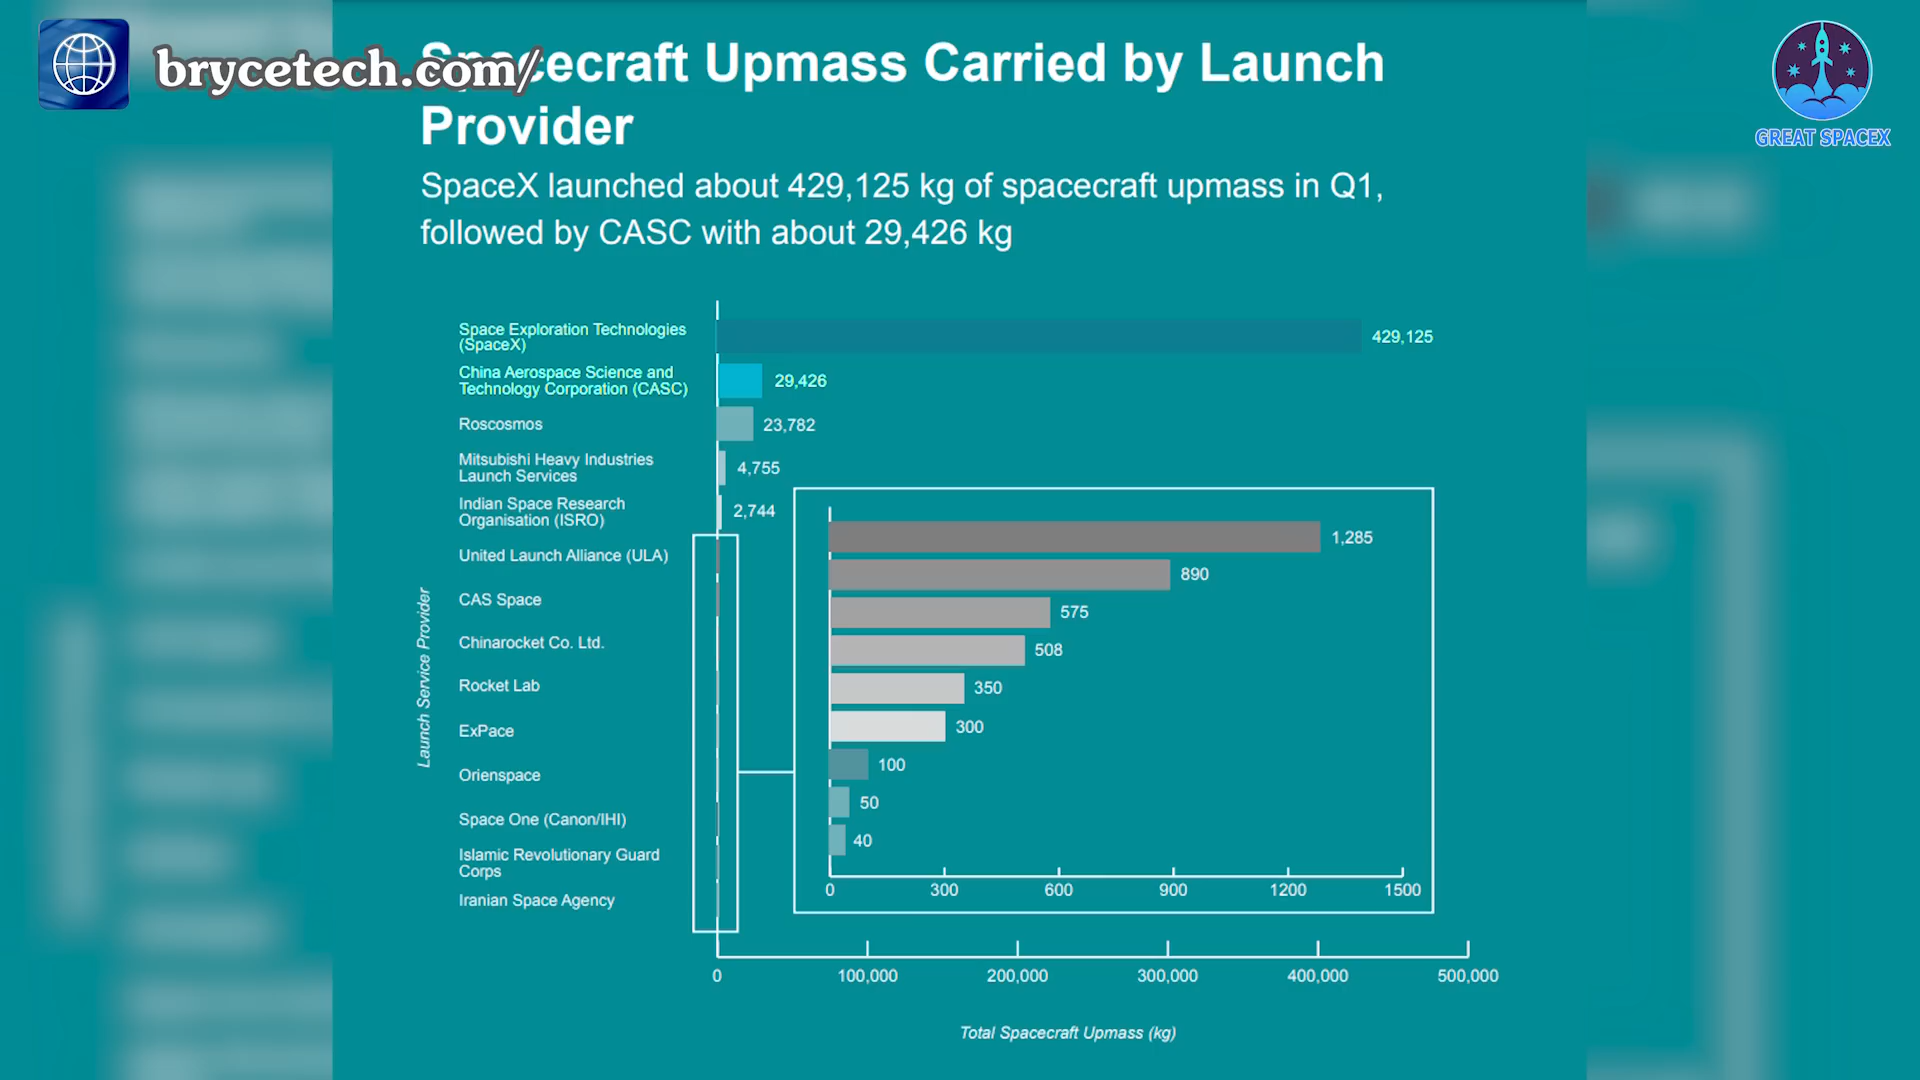 brycetech.com/
Spacecraft Upmass Carried by Launch
Provider
GREAT SPACEX
SpaceX launched about 429,125 kg of spacecraft upmass in Q1,
followed by CASC with about 29,426 kg
Space Exploration Technologies
(SpaceX)
429,125
China Aerospace Science and
Technology Corporation (CASC)
29,426
Roscosmos
23,782
Mitsubishi Heavy Industries
Launch Services
4,755
Indian Space Research
Organisation (ISRO)
2,744
United Launch Alliance (ULA)
CAS Space
Chinarocket Co. Ltd.
Rocket Lab
ExPace
Orienspace
Space One (Canon/IHI)
Islamic Revolutionary Guard
Corps
Iranian Space Agency
Launch Service Provider
1,285
890
575
508
350
300
100
50
40
0 300 600 900 1200 1500
0 100,000 200,000 300,000 400,000 500,000
Total Spacecraft Upmass (kg)